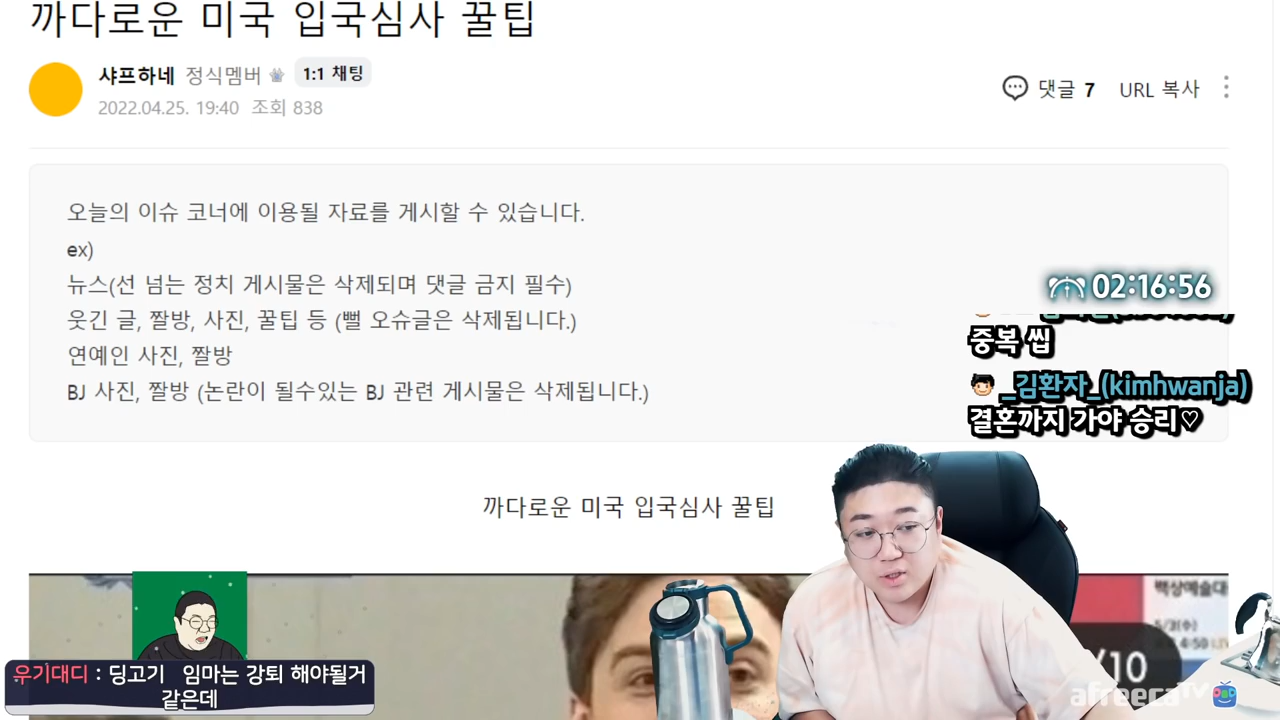 까다로운 미국 입국심사 꿀팁
샤프하네 정식멤버 1:1 채팅
2022.04.25. 19:40 조회 838
댓글 7 URL 복사
오늘의 이슈 코너에 이용될 자료를 게시할 수 있습니다.
ex)
뉴스(선 넘는 정치 게시물은 삭제되며 댓글 금지 필수)
웃긴 글, 짤방, 사진, 꿀팁 등 (뻘 오슈글은 삭제됩니다.)
연예인 사진, 짤방
BJ 사진, 짤방 (논란이 될수있는 BJ 관련 게시물은 삭제됩니다.)
02:16:56
중복 씹
_김환자_(kimhwanja)
결혼까지 가야 승리♡
까다로운 미국 입국심사 꿀팁
백상예술대
/10
afreecaTV
우기대디 : 딩고기 임마는 강퇴 해야될거
같은데